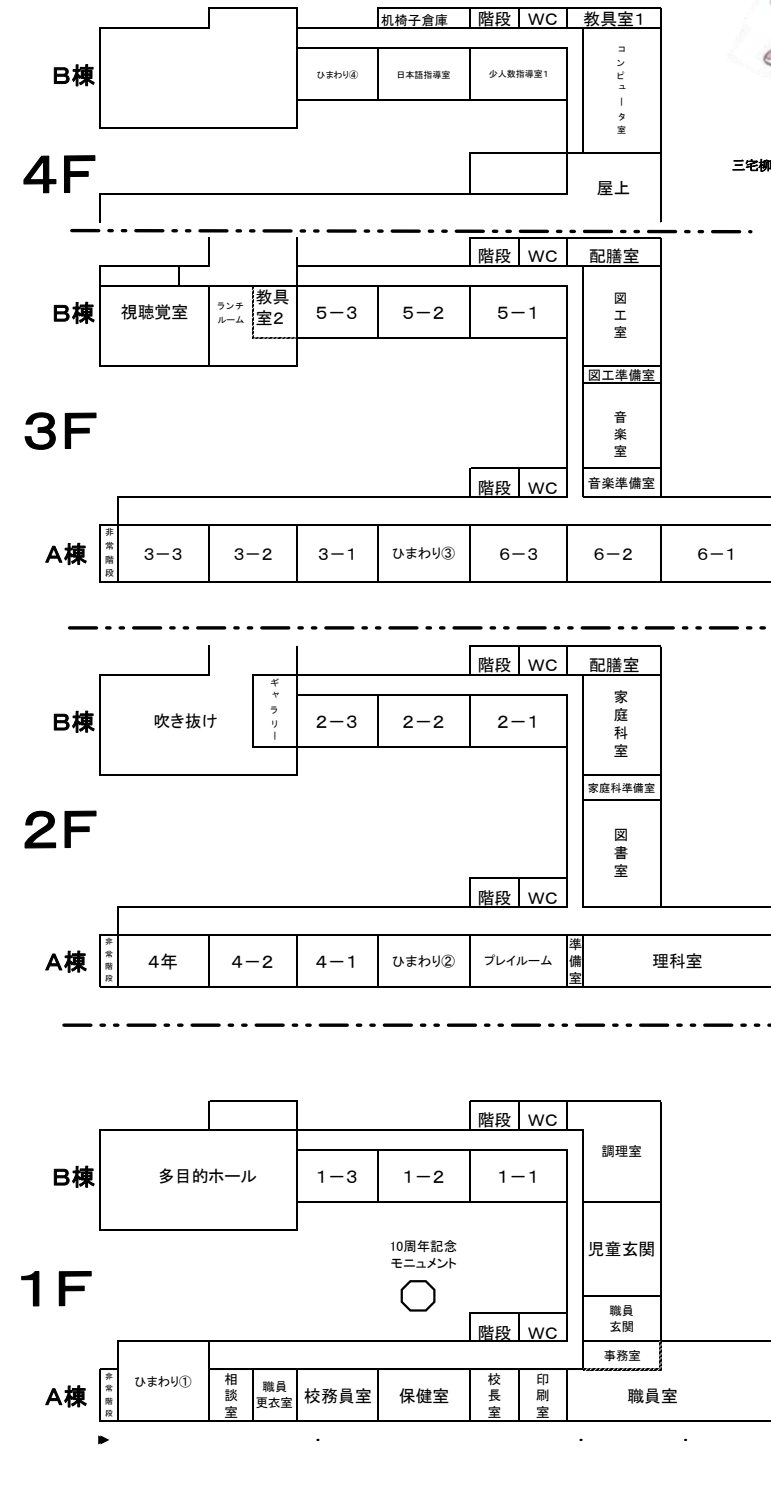 机椅子倉庫 階段 WC 教具室1
B棟
ひまわり④ 日本語指導室 少人数指導室1
コンピュータ室
4F
三宅柳
屋上
階段 WC 配膳室
B棟
視聴覚室
ランチ
ルーム
教具
室2
5-3 5-2 5-1
図工室
図工準備室
3F
音楽室
階段 WC 音楽準備室
A棟
非常階段
3-3 3-2 3-1 ひまわり③ 6-3 6-2 6-1
階段 WC 配膳室
B棟
吹き抜け
ギャラリー
2-3 2-2 2-1
家庭科室
家庭科準備室
2F
図書室
階段 WC
A棟
非常階段
4年 4-2 4-1 ひまわり② プレイルーム
準備室
理科室
階段 WC
調理室
B棟
多目的ホール 1-3 1-2 1-1
10周年記念
モニュメント
児童玄関
1F
職員
玄関
階段 WC
事務室
A棟
非常階段
ひまわり①
相談室
職員
更衣室
校務員室 保健室
校長室
印刷室
職員室